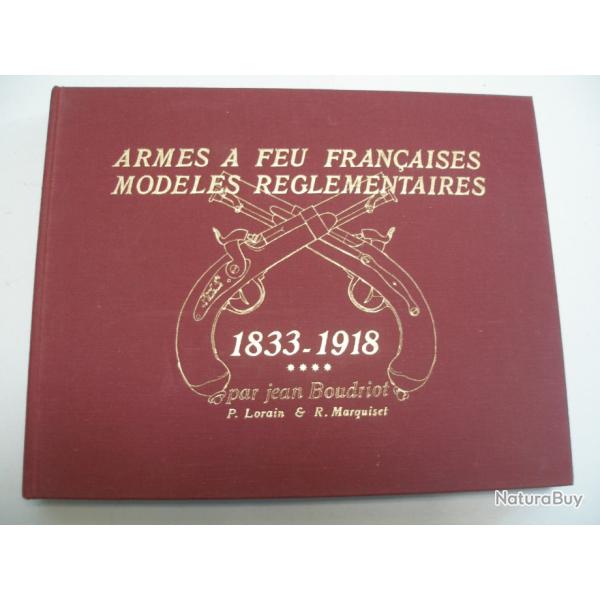 ARMES A FEU FRANÇAISES
MODELES REGLEMENTAIRES
1833-1918
****
par jean Boudriot
P. Lorain & R. Marquiset
NaturaBuy